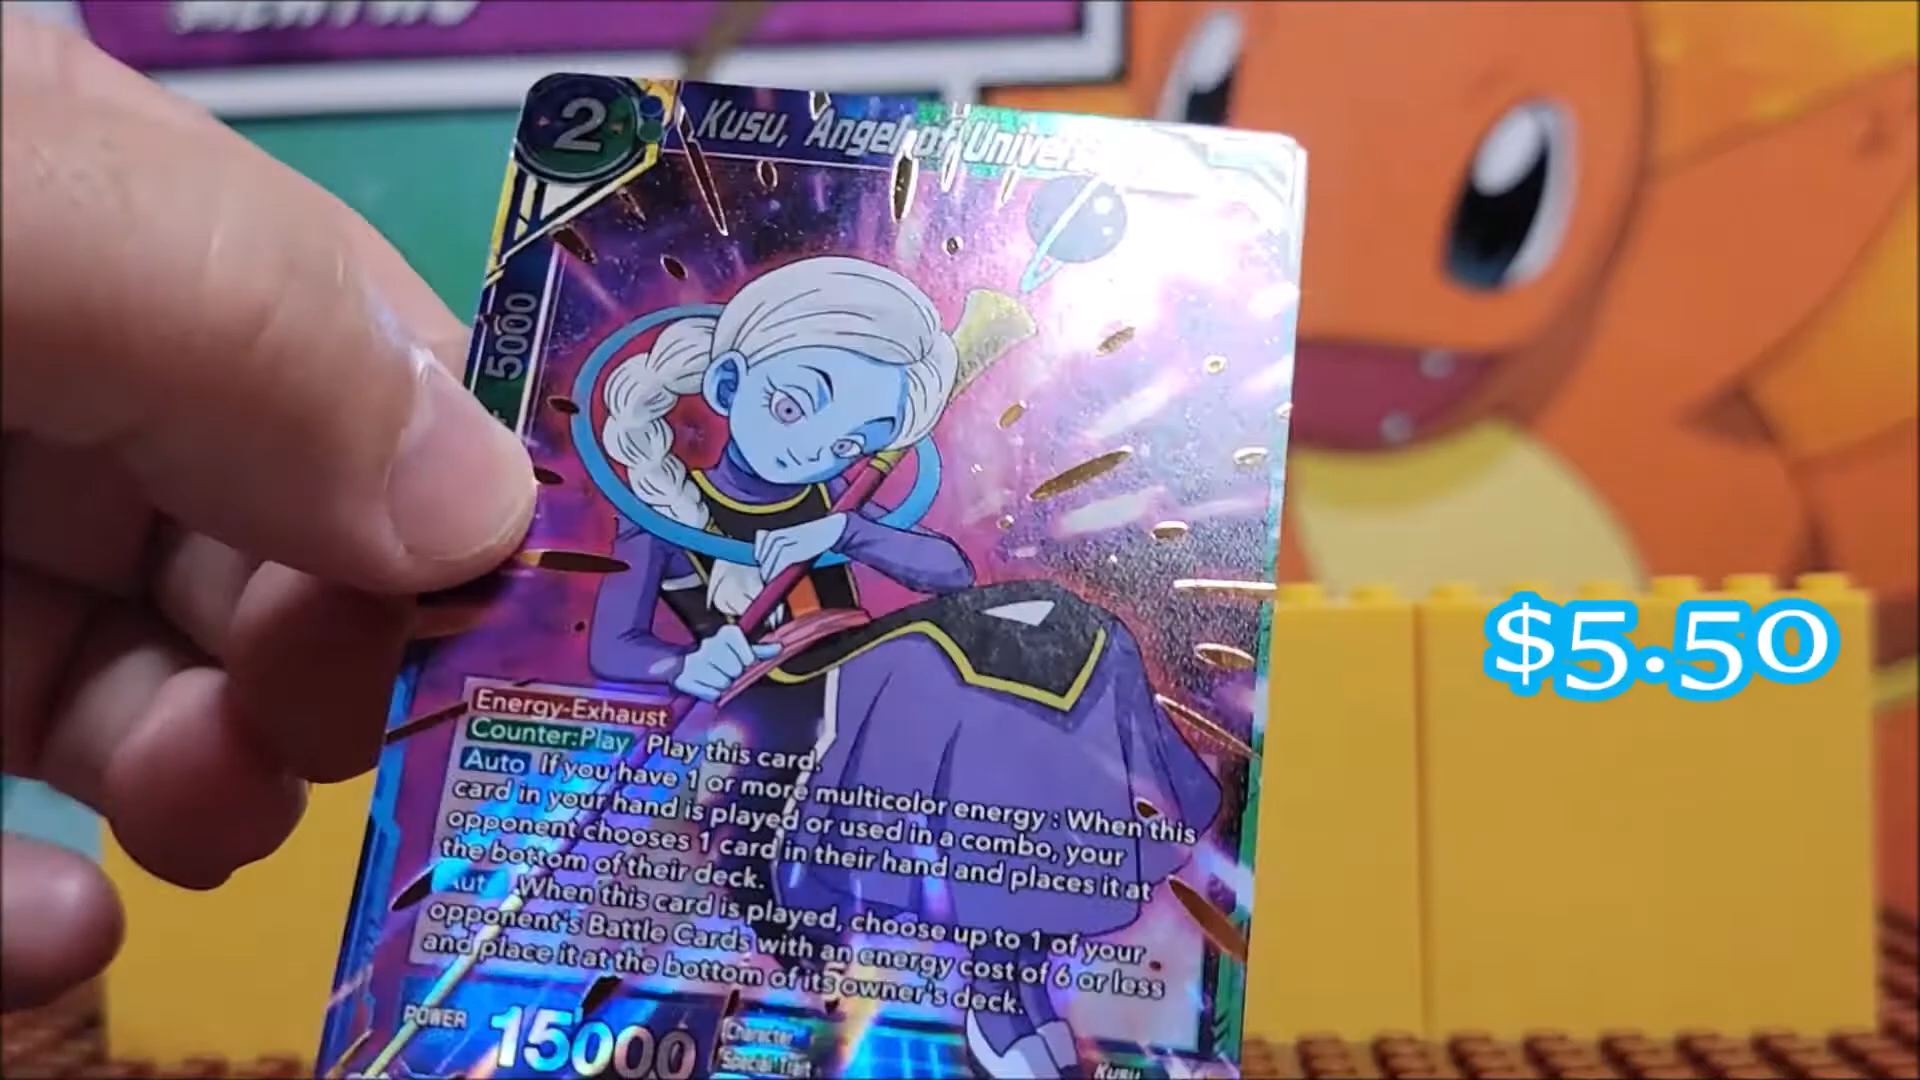 2
Kusu, Angel of Univer
5000
$5.50
Energy-Exhaust
Counter:Play Play this card.
Auto If you have 1 or more multicolor energy : When this
card in your hand is played or used in a combo, your
opponent chooses 1 card in their hand and places it at
the bottom of their deck.
Aut When this card is played, choose up to 1 of your
opponent's Battle Cards with an energy cost of 6 or less
and place it at the bottom of its owner's deck.
POWER 15000
Character
Special Trait
Kusu